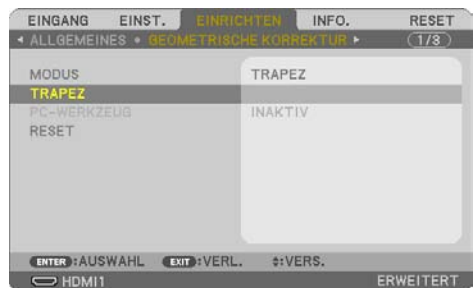 EINGANG EINST. EINRICHTEN INFO. RESET
◂ ALLGEMEINES • GEOMETRISCHE KORREKTUR ▸ (1/3)
MODUS TRAPEZ
TRAPEZ
PC-WERKZEUG INAKTIV
RESET
ENTER:AUSWAHL EXIT:VERL. ↕:VERS.
HDMI1 ERWEITERT